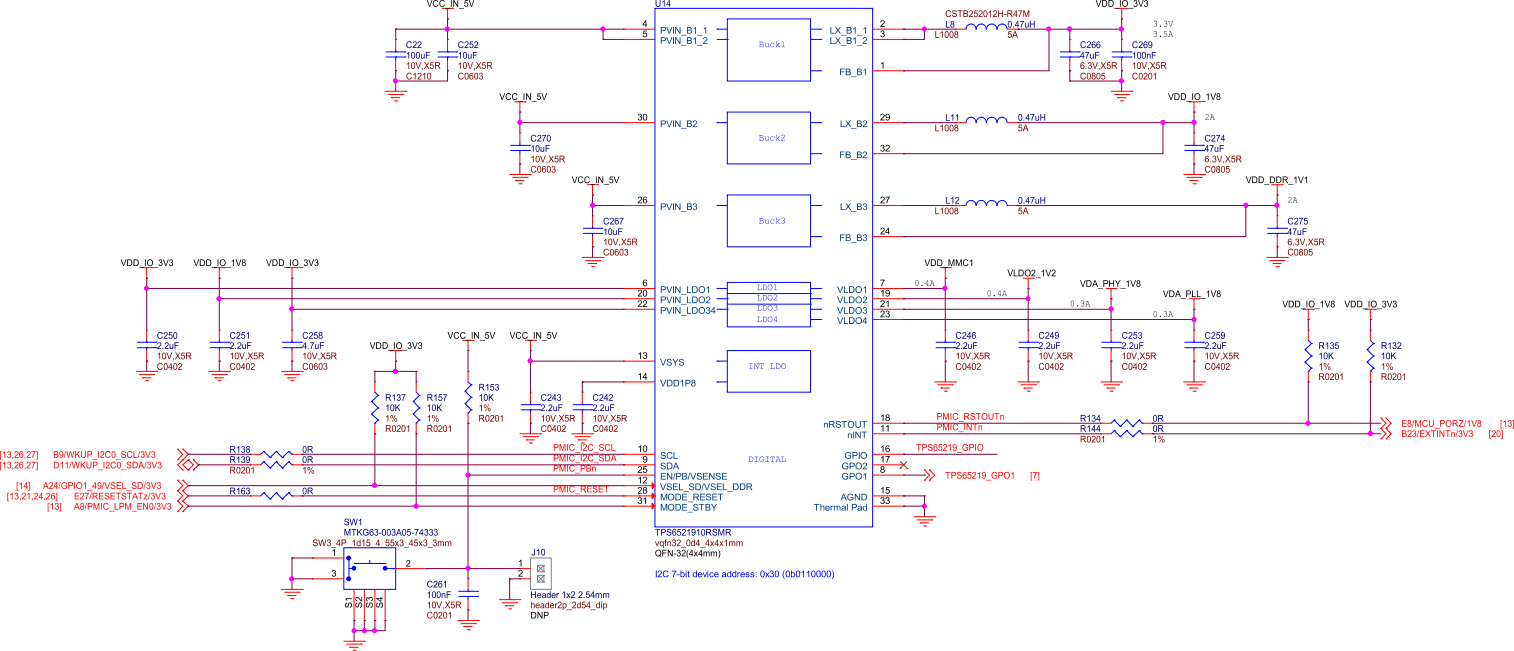 VCC_IN_5V
U14
CSTB252012H-R47M
VDD_IO_3V3
4
PVIN_B1_1
5
PVIN_B1_2
Buck1
LX_B1_1
2
LX_B1_2
3
FB_B1
1
L8
0.47uH
L1008
5A
3.3V
3.5A
C22
100uF
10V,X5R
C1210
C252
10uF
10V,X5R
C0603
C266
47uF
6.3V,X5R
C0805
C269
100nF
10V,X5R
C0201
VCC_IN_5V
30
PVIN_B2
Buck2
LX_B2
29
FB_B2
32
L11
0.47uH
L1008
5A
VDD_IO_1V8
2A
C270
10uF
10V,X5R
C0603
C274
47uF
6.3V,X5R
C0805
VCC_IN_5V
26
PVIN_B3
Buck3
LX_B3
27
FB_B3
24
L12
0.47uH
L1008
5A
VDD_DDR_1V1
2A
C267
10uF
10V,X5R
C0603
C275
47uF
6.3V,X5R
C0805
VDD_IO_3V3
VDD_IO_1V8
VDD_IO_3V3
6
PVIN_LDO1
20
PVIN_LDO2
22
PVIN_LDO34
LDO1
LDO2
LDO3
LDO4
VLDO1
7
VLDO2
19
VLDO3
21
VLDO4
23
VDD_MMC1
0.4A
VLDO2_1V2
0.4A
VDA_PHY_1V8
0.3A
VDA_PLL_1V8
0.3A
VDD_IO_1V8
VDD_IO_3V3
C250
2.2uF
10V,X5R
C0402
C251
2.2uF
10V,X5R
C0402
C258
4.7uF
10V,X5R
C0603
C246
2.2uF
10V,X5R
C0402
C249
2.2uF
10V,X5R
C0402
C253
2.2uF
10V,X5R
C0402
C259
2.2uF
10V,X5R
C0402
R135
10K
1%
R0201
R132
10K
1%
R0201
VDD_IO_3V3
VCC_IN_5V
VCC_IN_5V
13
VSYS
14
VDD1P8
INT LDO
R137
10K
1%
R0201
R157
10K
1%
R0201
R153
10K
1%
R0201
C243
2.2uF
10V,X5R
C0402
C242
2.2uF
10V,X5R
C0402
nRSTOUT
18
PMIC_RSTOUTn
R134
0R
E8/MCU_PORZ/1V8
[13]
nINT
11
PMIC_INTn
R144
0R
R0201
1%
B23/EXTINTn/3V3
[20]
[13,26,27]
B9/WKUP_I2C0_SCL/3V3
R138
0R
PMIC_I2C_SCL
10
SCL
[13,26,27]
D11/WKUP_I2C0_SDA/3V3
R139
0R
R0201
1%
PMIC_I2C_SDA
9
SDA
PMIC_PBn
25
EN/PB/VSENSE
[14]
A24/GPIO1_49/VSEL_SD/3V3
12
VSEL_SD/VSEL_DDR
[13,21,24,26]
E27/RESETSTATz/3V3
R163
0R
PMIC_RESET
28
MODE_RESET
[13]
A8/PMIC_LPM_EN0/3V3
31
MODE_STBY
DIGITAL
GPIO
16
TPS65219_GPIO
GPO2
17
GPO1
8
TPS65219_GPO1
[7]
AGND
15
Thermal Pad
33
TPS6521910RSMR
vqfn32_0d4_4x4x1mm
QFN-32(4x4mm)
I2C 7-bit device address: 0x30 (0b0110000)
SW1
MTKG63-003A05-74333
SW3_4P_1d15_4_55x3_45x3_3mm
1
3
2
S1
S2
S3
S4
C261
100nF
10V,X5R
C0201
J10
1
2
Header 1x2 2.54mm
header2p_2d54_dip
DNP